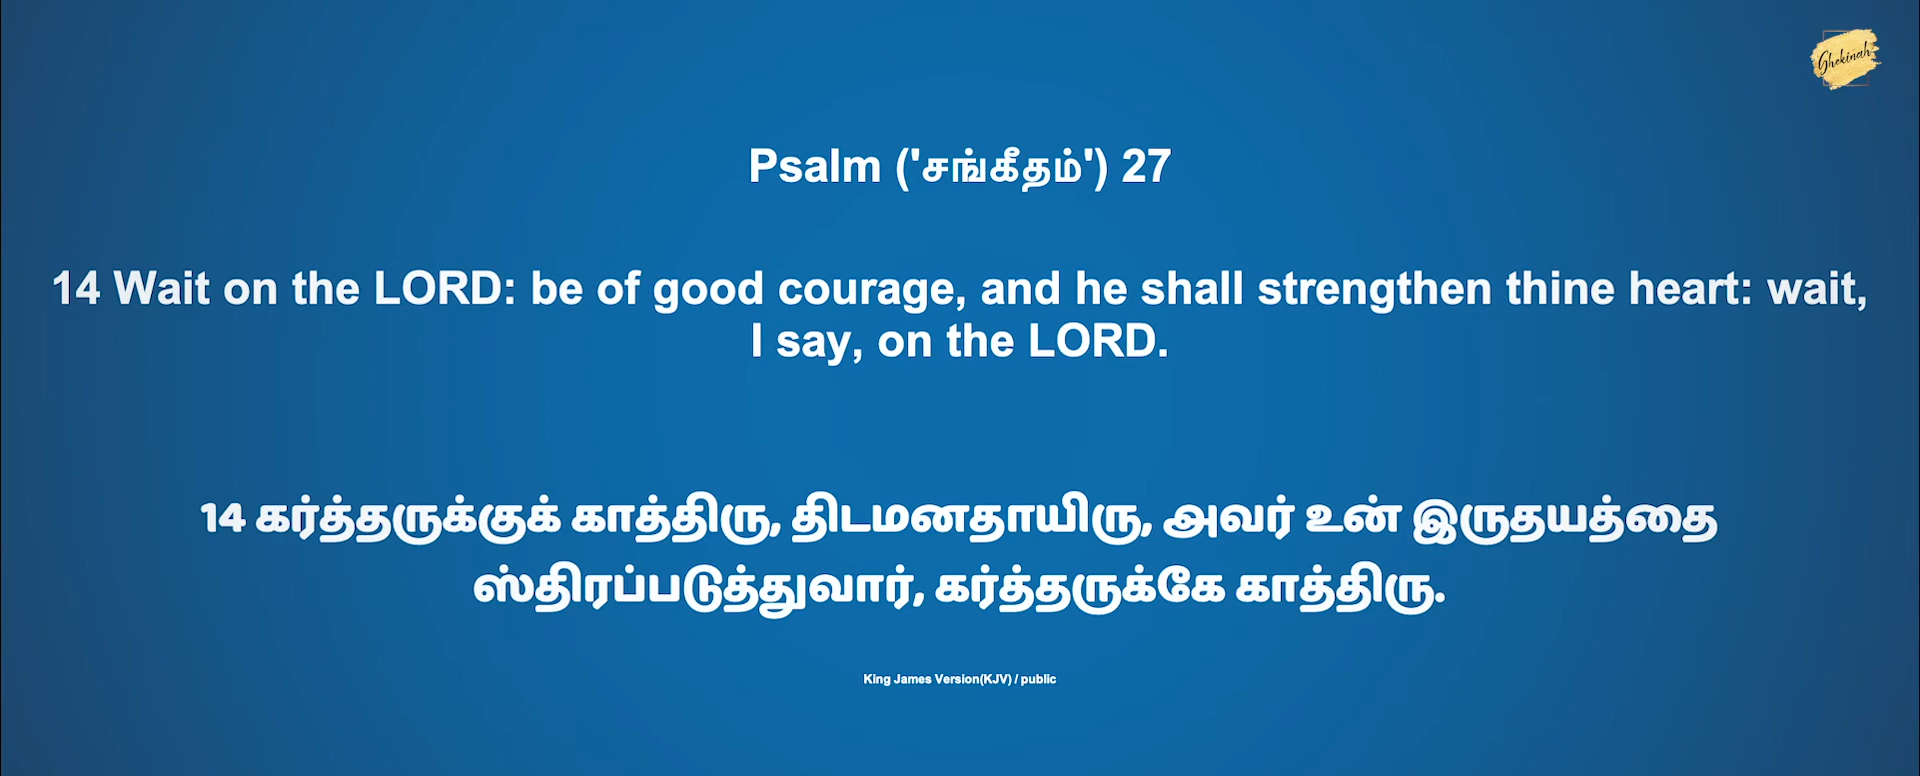 Ghekinah
Psalm ('சங்கீதம்') 27
14 Wait on the LORD: be of good courage, and he shall strengthen thine heart: wait,
I say, on the LORD.
14 கர்த்தருக்குக் காத்திரு, திடமனதாயிரு, அவர் உன் இருதயத்தை
ஸ்திரப்படுத்துவார், கர்த்தருக்கே காத்திரு.
King James Version(KJV) / public